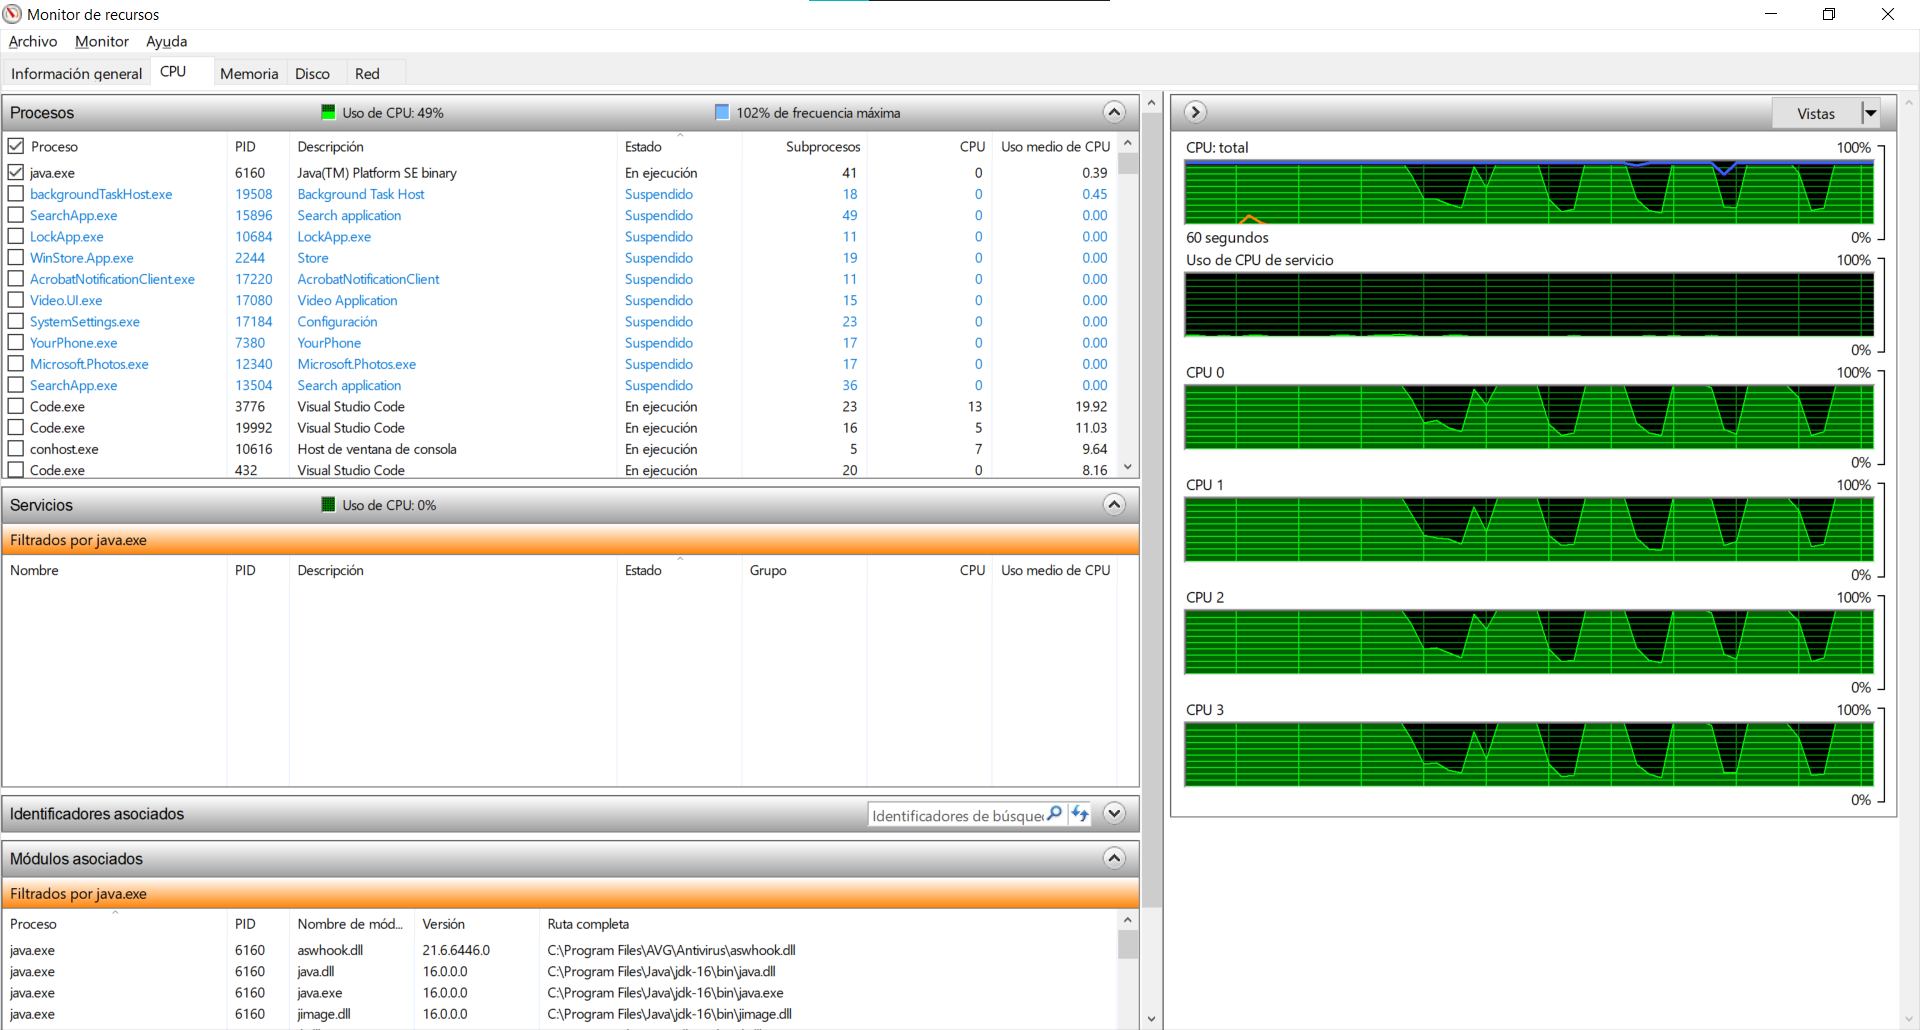 Monitor de recursos
Archivo Monitor Ayuda
Información general CPU Memoria Disco Red
Procesos Uso de CPU: 49% 102% de frecuencia máxima
Proceso PID Descripción Estado Subprocesos CPU Uso medio de CPU
java.exe 6160 Java(TM) Platform SE binary En ejecución 41 0 0.39
backgroundTaskHost.exe 19508 Background Task Host Suspendido 18 0 0.45
SearchApp.exe 15896 Search application Suspendido 49 0 0.00
LockApp.exe 10684 LockApp.exe Suspendido 11 0 0.00
WinStore.App.exe 2244 Store Suspendido 19 0 0.00
AcrobatNotificationClient.exe 17220 AcrobatNotificationClient Suspendido 11 0 0.00
Video.UI.exe 17080 Video Application Suspendido 15 0 0.00
SystemSettings.exe 17184 Configuración Suspendido 23 0 0.00
YourPhone.exe 7380 YourPhone Suspendido 17 0 0.00
Microsoft.Photos.exe 12340 Microsoft.Photos.exe Suspendido 17 0 0.00
SearchApp.exe 13504 Search application Suspendido 36 0 0.00
Code.exe 3776 Visual Studio Code En ejecución 23 13 19.92
Code.exe 19992 Visual Studio Code En ejecución 16 5 11.03
conhost.exe 10616 Host de ventana de consola En ejecución 5 7 9.64
Code.exe 432 Visual Studio Code En ejecución 20 0 8.16
Servicios Uso de CPU: 0%
Filtrados por java.exe
Nombre PID Descripción Estado Grupo CPU Uso medio de CPU
Identificadores asociados Identificadores de búsque
Módulos asociados
Filtrados por java.exe
Proceso PID Nombre de mód... Versión Ruta completa
java.exe 6160 aswhook.dll 21.6.6446.0 C:\Program Files\AVG\Antivirus\aswhook.dll
java.exe 6160 java.dll 16.0.0.0 C:\Program Files\Java\jdk-16\bin\java.dll
java.exe 6160 java.exe 16.0.0.0 C:\Program Files\Java\jdk-16\bin\java.exe
java.exe 6160 jimage.dll 16.0.0.0 C:\Program Files\Java\jdk-16\bin\jimage.dll
Vistas
CPU: total 100%
60 segundos 0%
Uso de CPU de servicio 100%
0%
CPU 0 100%
0%
CPU 1 100%
0%
CPU 2 100%
0%
CPU 3 100%
0%